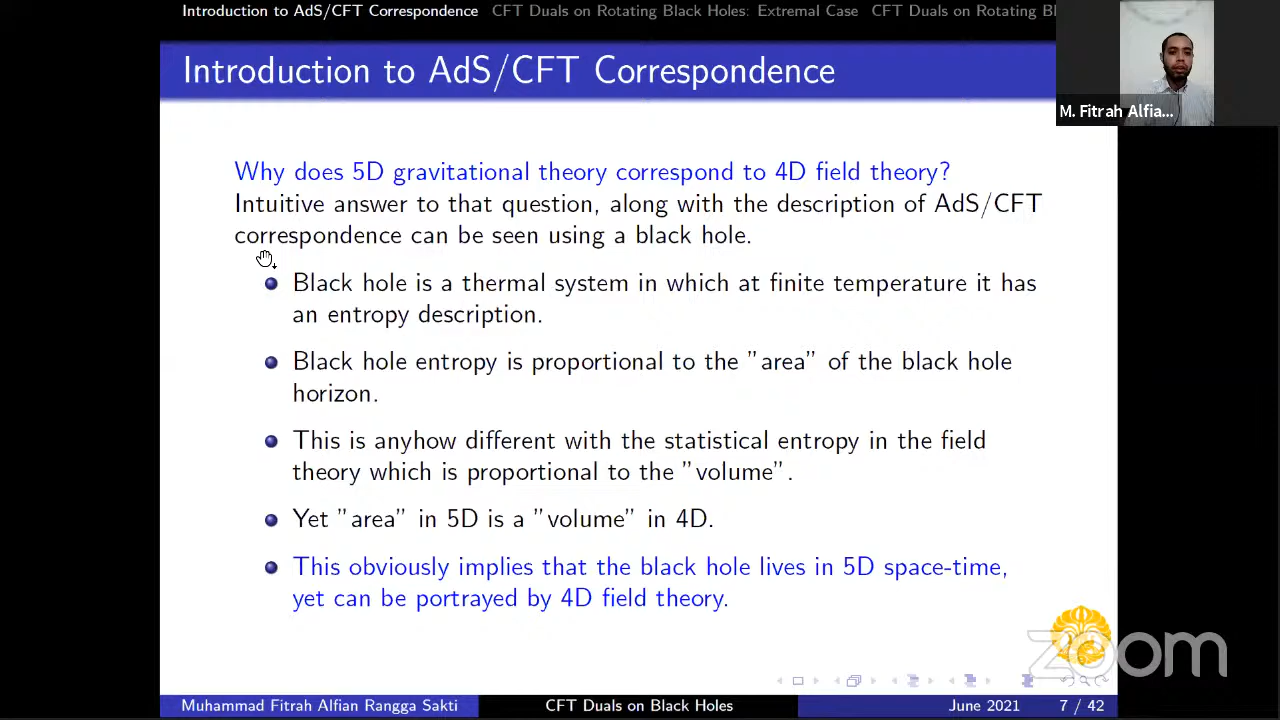 Introduction to AdS/CFT Correspondence CFT Duals on Rotating Black Holes: Extremal Case CFT Duals on Rotating Bl
Introduction to AdS/CFT Correspondence
M. Fitrah Alfia...
Why does 5D gravitational theory correspond to 4D field theory?
Intuitive answer to that question, along with the description of AdS/CFT
correspondence can be seen using a black hole.
Black hole is a thermal system in which at finite temperature it has
an entropy description.
Black hole entropy is proportional to the "area" of the black hole
horizon.
This is anyhow different with the statistical entropy in the field
theory which is proportional to the "volume".
Yet "area" in 5D is a "volume" in 4D.
This obviously implies that the black hole lives in 5D space-time,
yet can be portrayed by 4D field theory.
zoom
Muhammad Fitrah Alfian Rangga Sakti CFT Duals on Black Holes June 2021 7 / 42